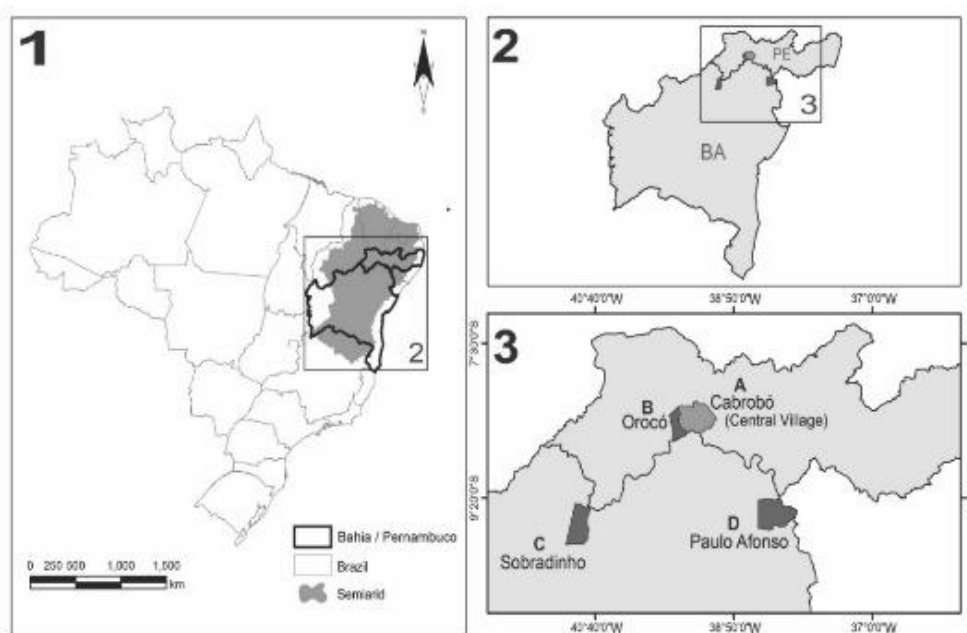 1
N
S
2
Bahia / Pernambuco
Brazil
Semiarid
0 250 500 1,000 1,500
km
2
PE
3
BA
40°40'0"W 38°50'0"W 37°0'0"W
3
7°30'0"S
9°20'0"S
A
Cabrobó
(Central Village)
B
Orocó
C
Sobradinho
D
Paulo Afonso
40°40'0"W 38°50'0"W 37°0'0"W